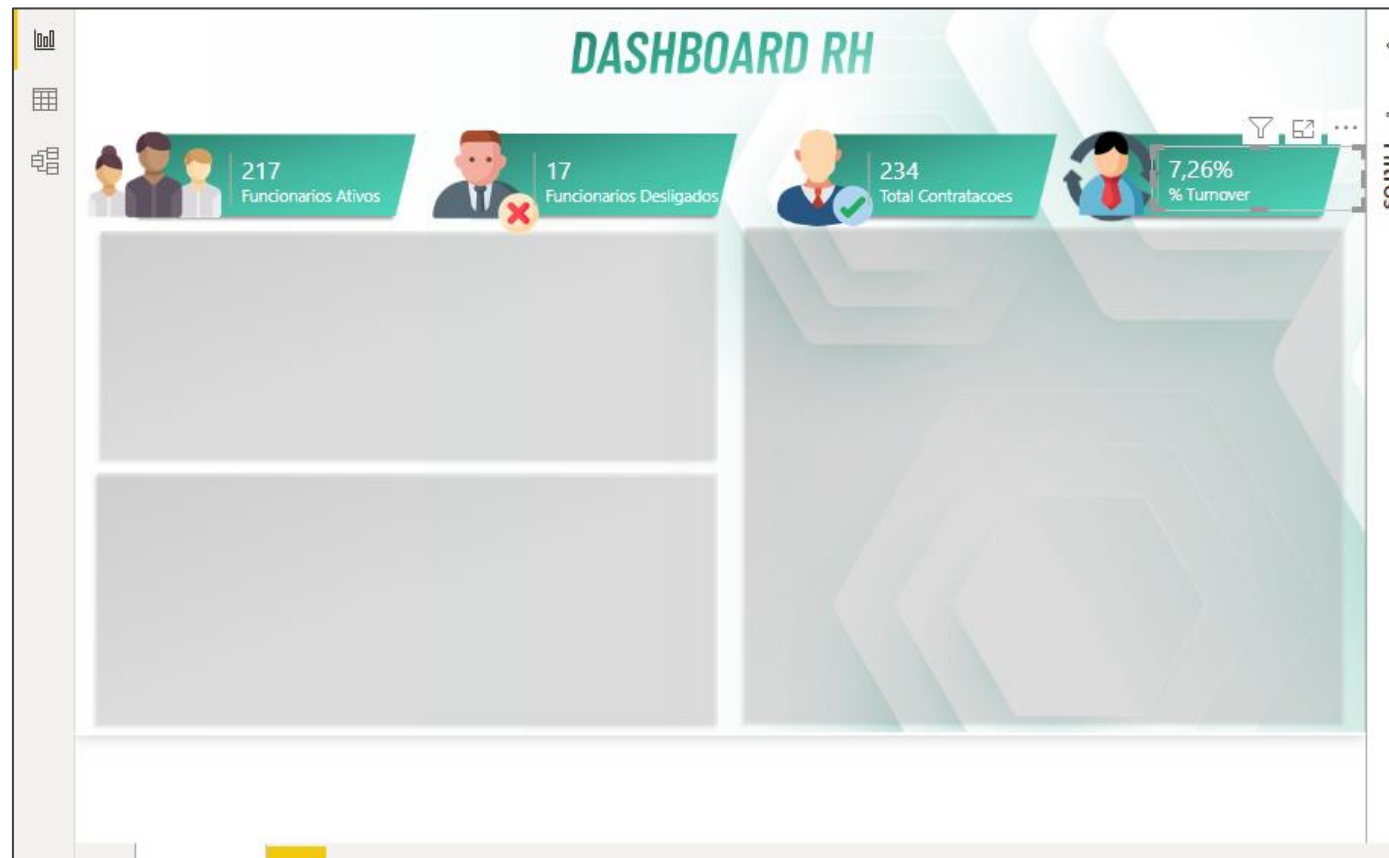 DASHBOARD RH
217
Funcionarios Ativos
17
Funcionarios Desligados
234
Total Contratacoes
7,26%
% Turnover